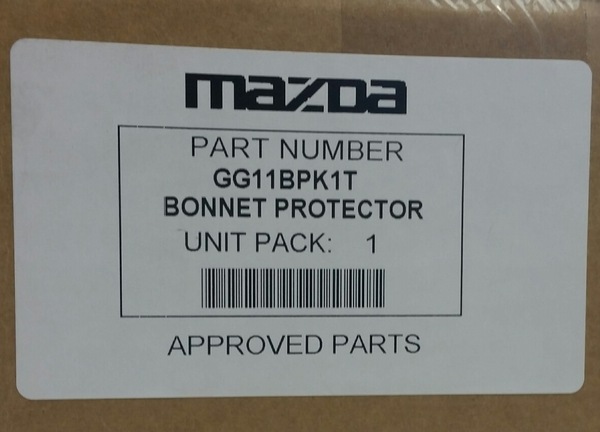 mazda
PART NUMBER
GG11BPK1T
BONNET PROTECTOR
UNIT PACK: 1
APPROVED PARTS